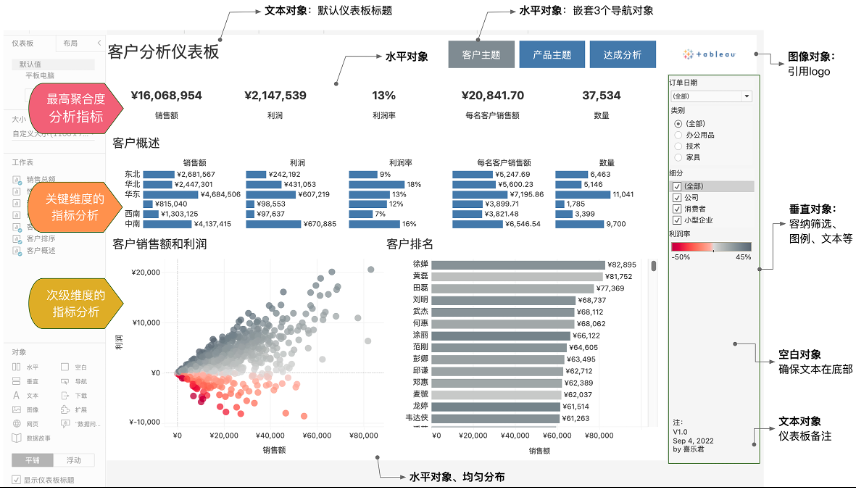 文本对象：默认仪表板标题
水平对象：嵌套3个导航对象
仪表板 布局
客户分析仪表板
水平对象
客户主题 产品主题 达成分析
+ableau
图像对象：
引用logo
默认值
平板电脑
最高聚合度
分析指标
大小
¥16,068,954 ¥2,147,539 13% ¥20,841.70 37,534
销售额 利润 利润率 每名客户销售额 数量
订单日期
(全部)
类别
(全部)
办公用品
技术
家具
细分
(全部)
公司
消费者
小型企业
利润率
-50% 45%
垂直对象：
容纳筛选、
图例、文本等
工作表
关键维度的
指标分析
客户排序
客户概述
客户概述
销售额 利润 利润率 每名客户销售额 数量
东北 ¥2,681,567 ¥242,192 9% ¥5,247.69 6,463
华北 ¥2,447,301 ¥431,053 18% ¥5,600.23 5,146
华东 ¥4,684,506 ¥607,219 13% ¥7,195.86 11,041
¥815,040 ¥98,553 12% ¥3,899.71 1,785
西南 ¥1,303,125 ¥97,637 7% ¥3,821.48 3,399
中南 ¥4,137,415 ¥670,885 16% ¥6,546.54 9,700
次级维度的
指标分析
客户销售额和利润
利润
¥20,000
¥10,000
¥0
¥-10,000
¥0 ¥20,000 ¥40,000 ¥60,000 ¥80,000
销售额
客户排名
徐婵 ¥82,895
黄磊 ¥81,752
田磊 ¥77,369
刘明 ¥68,737
武杰 ¥68,112
何惠 ¥68,062
涂丽 ¥66,122
范刚 ¥64,605
彭娜 ¥63,495
邱谦 ¥62,712
邓惠 ¥62,389
¥62,037
龙婷 ¥61,514
韦达侠 ¥61,263
¥0 ¥20,000 ¥40,000 ¥60,000 ¥80,000
销售额
对象
水平 空白
垂直 导航
文本 下载
图像 扩展
网页 "数据问...
数据故事
平铺 浮动
显示仪表板标题
空白对象
确保文本在底部
注：
V1.0
Sep 4, 2022
by 喜乐君
文本对象
仪表板备注
水平对象、均匀分布